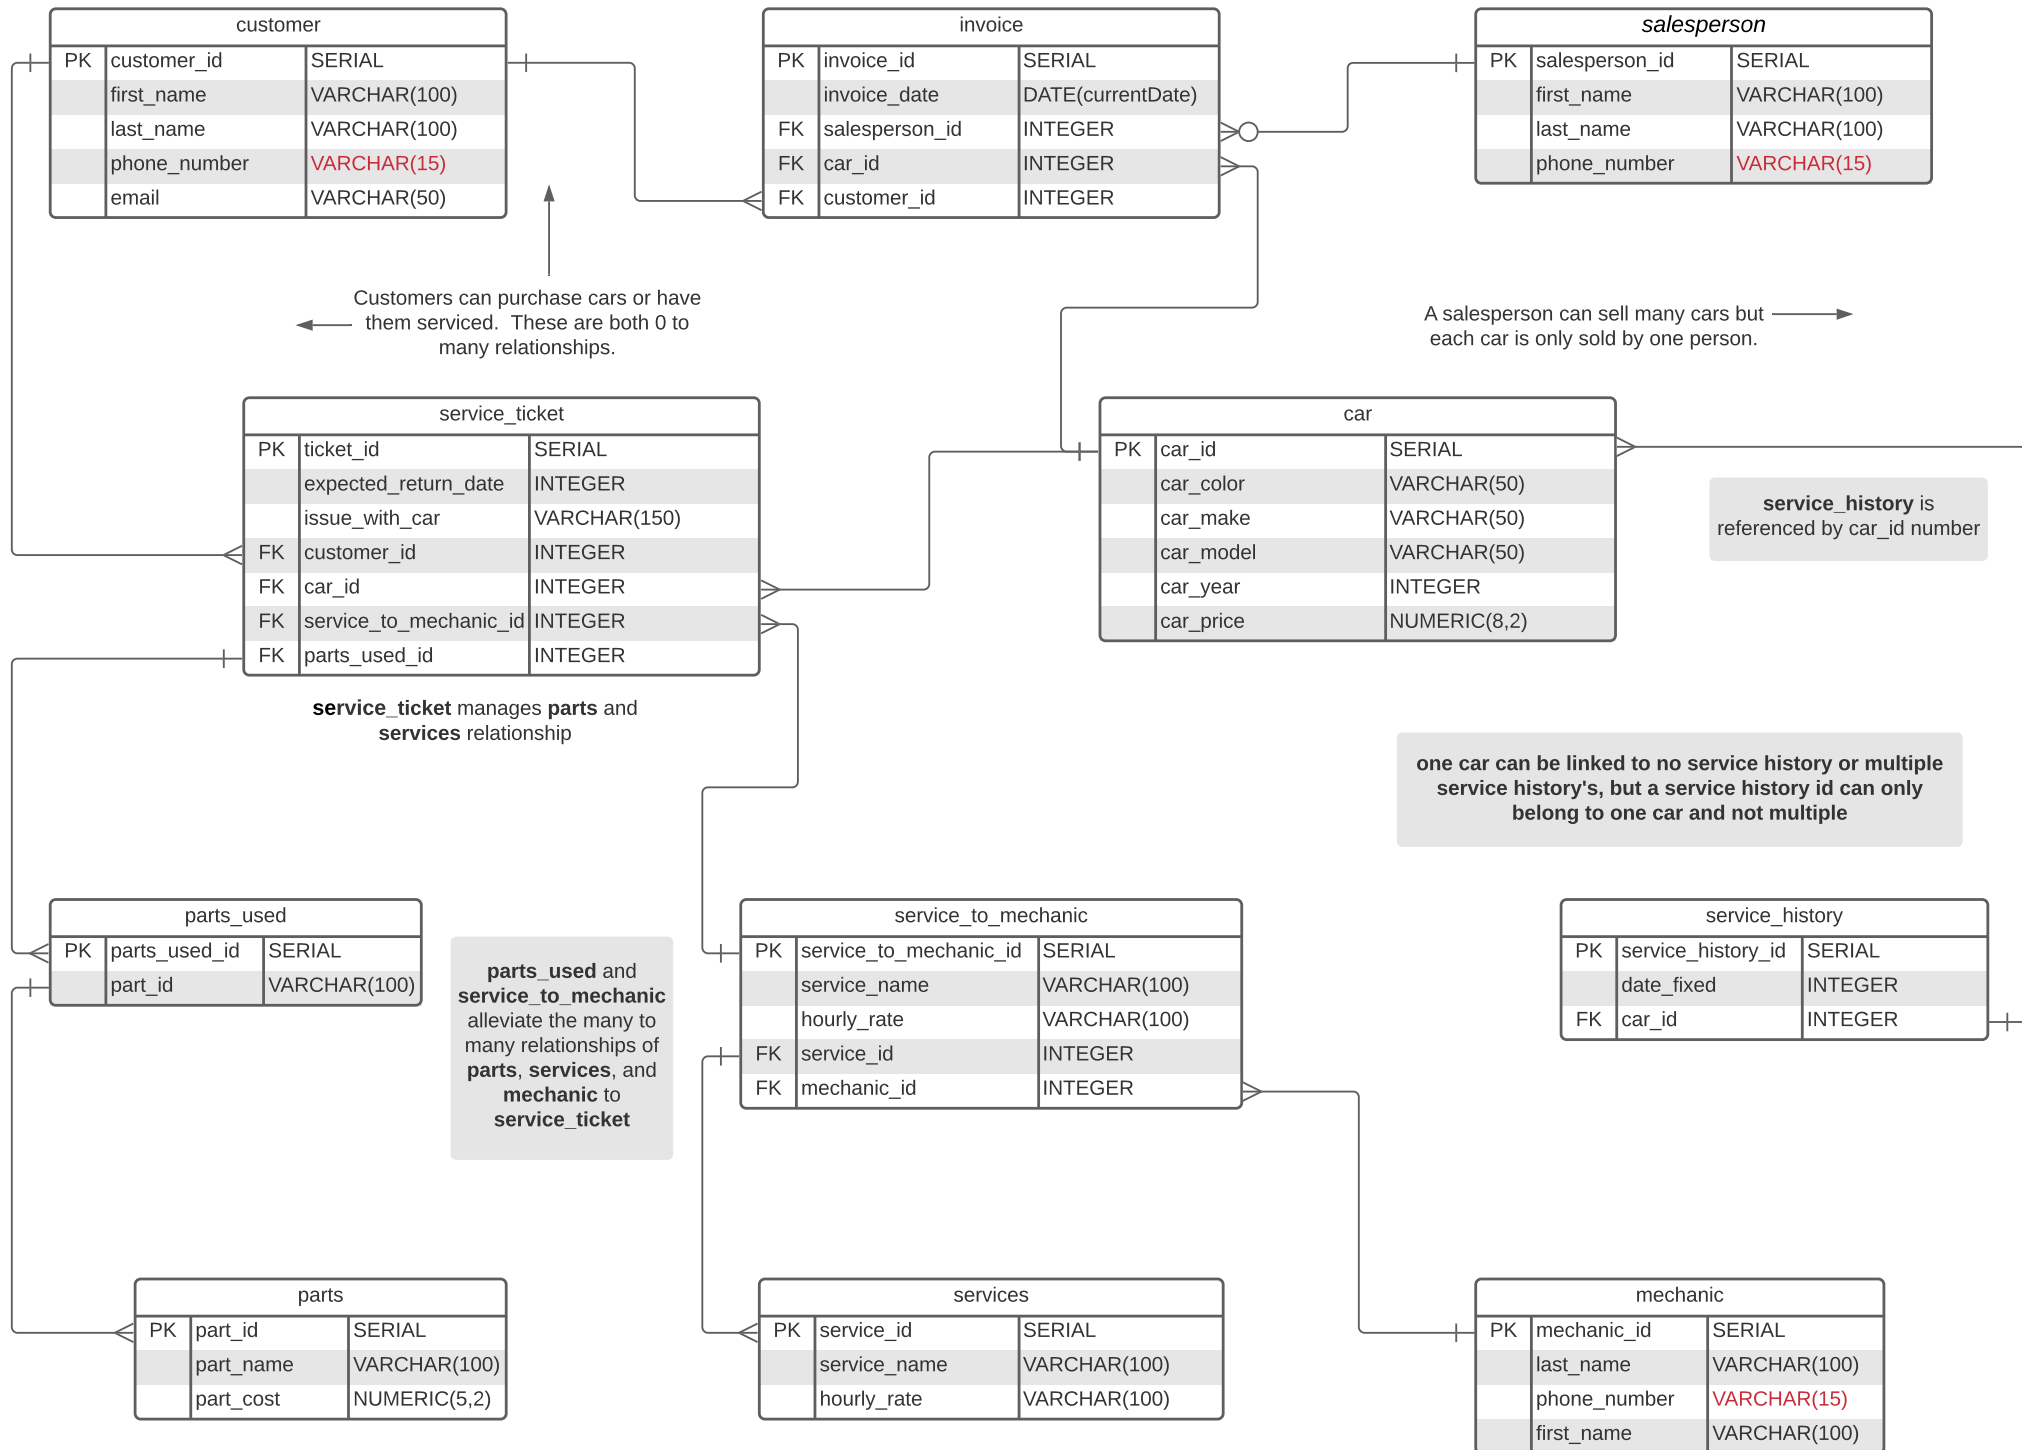 customer
PK customer_id SERIAL
first_name VARCHAR(100)
last_name VARCHAR(100)
phone_number VARCHAR(15)
email VARCHAR(50)
invoice
PK invoice_id SERIAL
invoice_date DATE(currentDate)
FK salesperson_id INTEGER
FK car_id INTEGER
FK customer_id INTEGER
salesperson
PK salesperson_id SERIAL
first_name VARCHAR(100)
last_name VARCHAR(100)
phone_number VARCHAR(15)
Customers can purchase cars or have
them serviced.  These are both 0 to
many relationships.
A salesperson can sell many cars but
each car is only sold by one person.
service_ticket
PK ticket_id SERIAL
expected_return_date INTEGER
issue_with_car VARCHAR(150)
FK customer_id INTEGER
FK car_id INTEGER
FK service_to_mechanic_id INTEGER
FK parts_used_id INTEGER
car
PK car_id SERIAL
car_color VARCHAR(50)
car_make VARCHAR(50)
car_model VARCHAR(50)
car_year INTEGER
car_price NUMERIC(8,2)
service_history is
referenced by car_id number
service_ticket manages parts and
services relationship
one car can be linked to no service history or multiple
service history's, but a service history id can only
belong to one car and not multiple
parts_used
PK parts_used_id SERIAL
part_id VARCHAR(100)
parts_used and
service_to_mechanic
alleviate the many to
many relationships of
parts, services, and
mechanic to
service_ticket
service_to_mechanic
PK service_to_mechanic_id SERIAL
service_name VARCHAR(100)
hourly_rate VARCHAR(100)
FK service_id INTEGER
FK mechanic_id INTEGER
service_history
PK service_history_id SERIAL
date_fixed INTEGER
FK car_id INTEGER
parts
PK part_id SERIAL
part_name VARCHAR(100)
part_cost NUMERIC(5,2)
services
PK service_id SERIAL
service_name VARCHAR(100)
hourly_rate VARCHAR(100)
mechanic
PK mechanic_id SERIAL
last_name VARCHAR(100)
phone_number VARCHAR(15)
first_name VARCHAR(100)